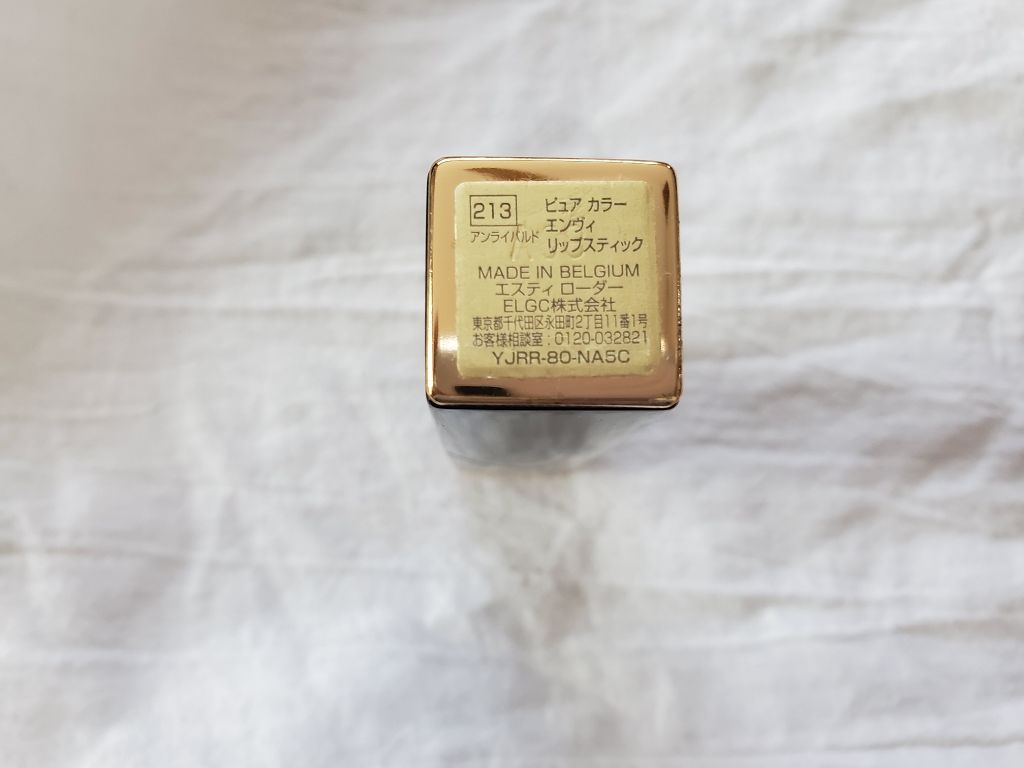 213 ピュア カラー
エンヴィ
アンライバルド リップスティック
MADE IN BELGIUM
エスティ ローダー
ELGC株式会社
東京都千代田区永田町2丁目11番1号
お客様相談室:0120-032821
YJRR-80-NA5C